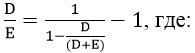 D/E = 1/(1 − D/(D+E)) − 1, где: